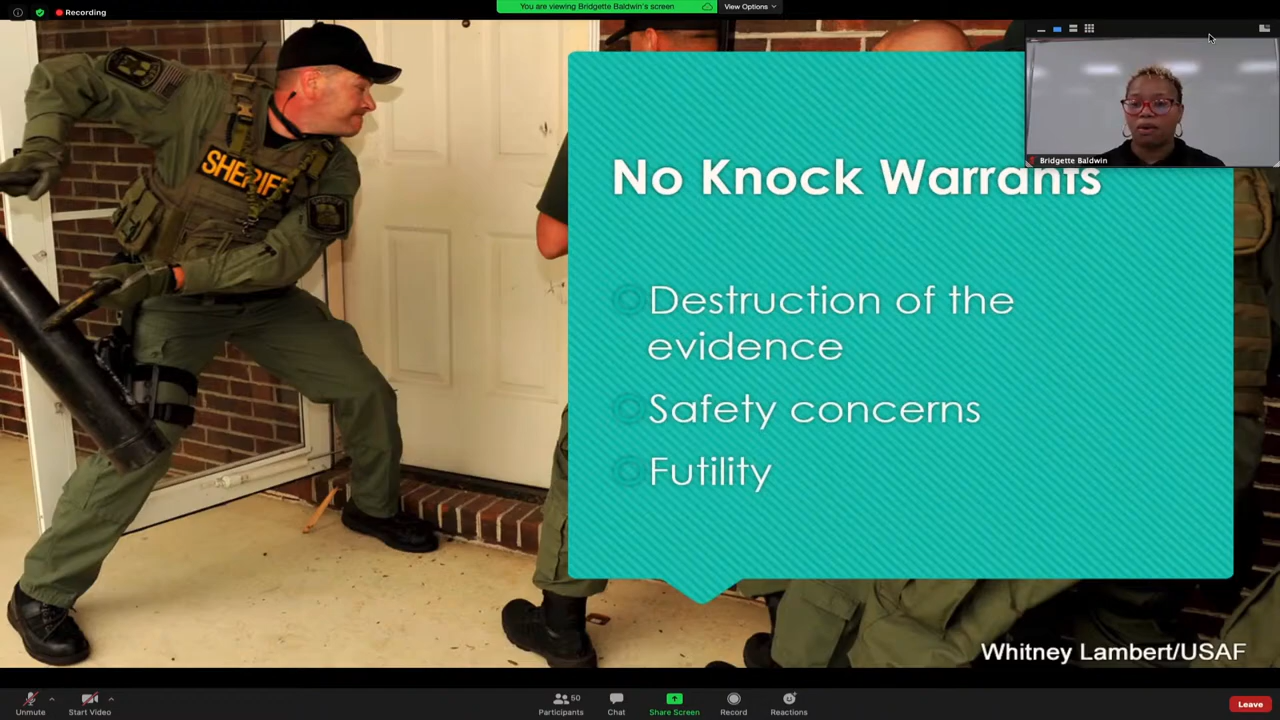 Recording
You are viewing Bridgette Baldwin's screen
View Options
SHERIFF
Bridgette Baldwin
No Knock Warrants
Destruction of the
evidence
Safety concerns
Futility
Whitney Lambert/USAF
Unmute
Start Video
Participants
50
Chat
Share Screen
Record
Reactions
Leave